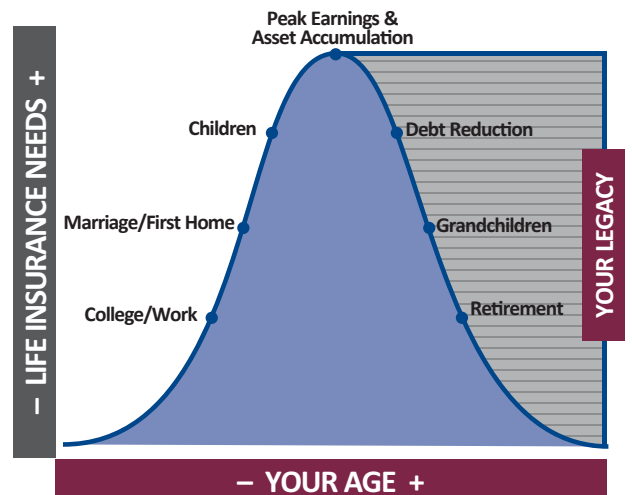 Peak Earnings &
Asset Accumulation
Children
Debt Reduction
Marriage/First Home
Grandchildren
College/Work
Retirement
– LIFE INSURANCE NEEDS +
YOUR LEGACY
– YOUR AGE +